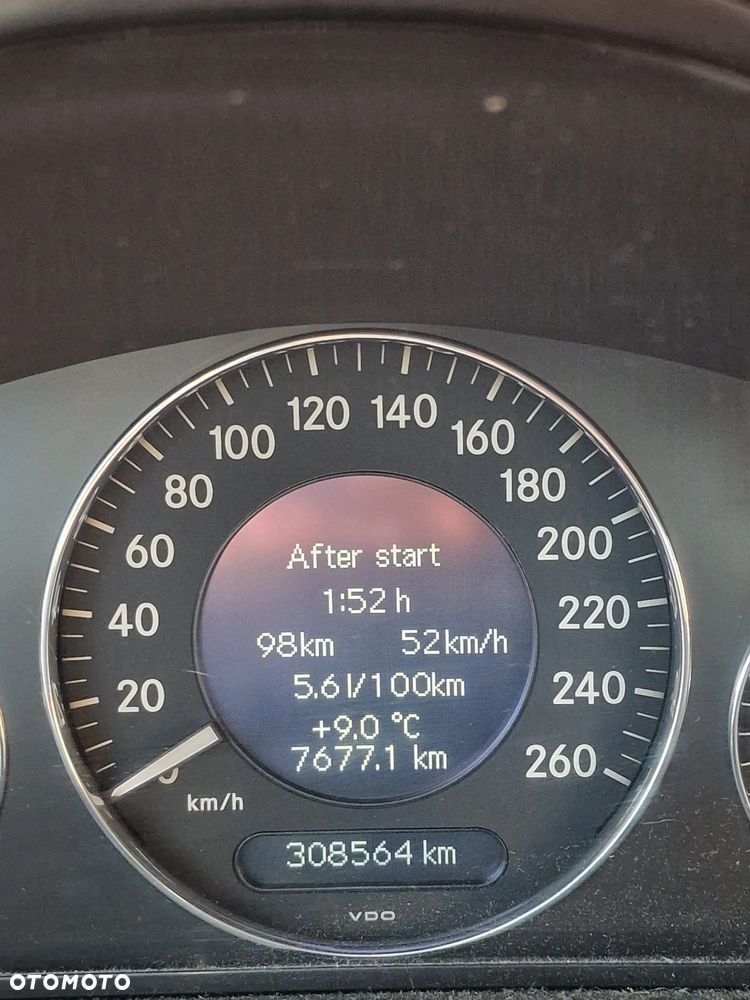 120 140
100 160
80 180
60 200
40 220
20 240
0 260
After start
1:52 h
98km 52km/h
5.6l/100km
+9.0 °C
7677.1 km
km/h
308564 km
VDO
OTOMOTO